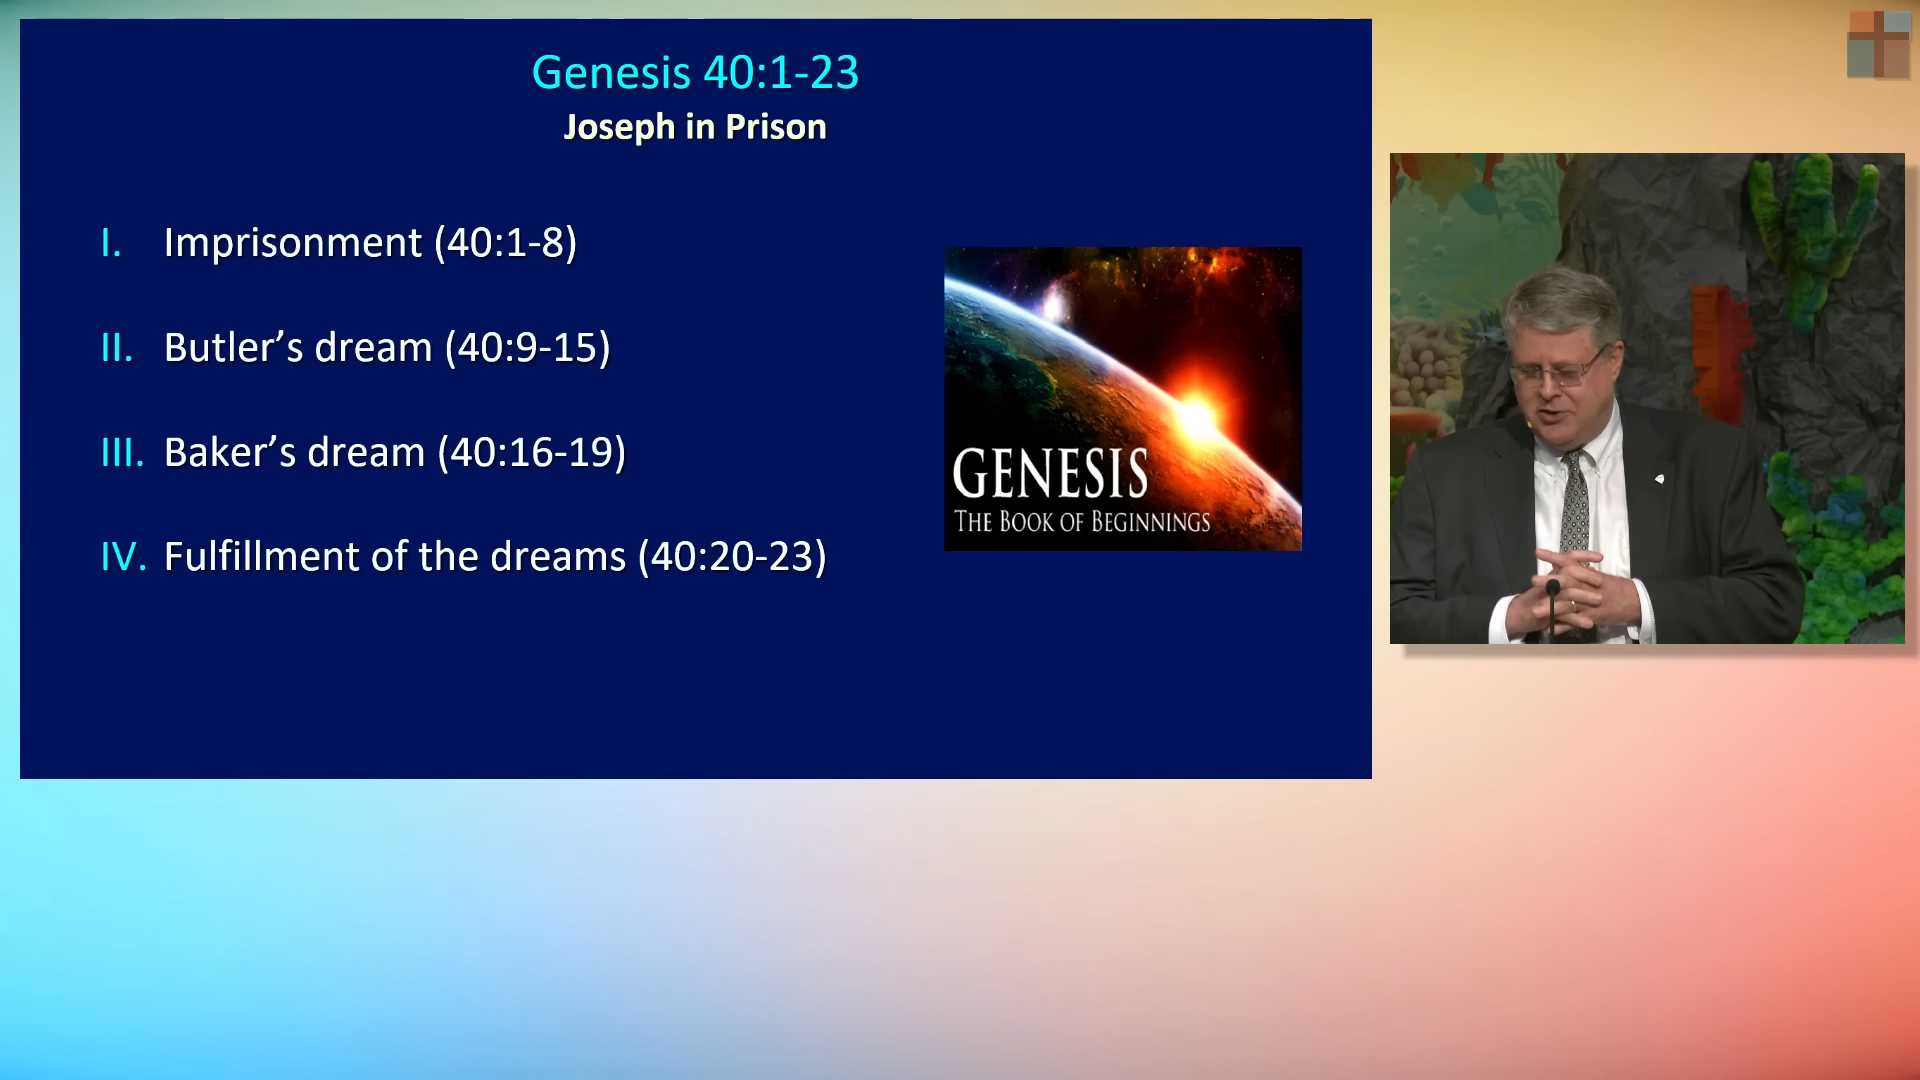 Genesis 40:1-23
Joseph in Prison
I. Imprisonment (40:1-8)
II. Butler’s dream (40:9-15)
III. Baker’s dream (40:16-19)
IV. Fulfillment of the dreams (40:20-23)
GENESIS
THE BOOK OF BEGINNINGS